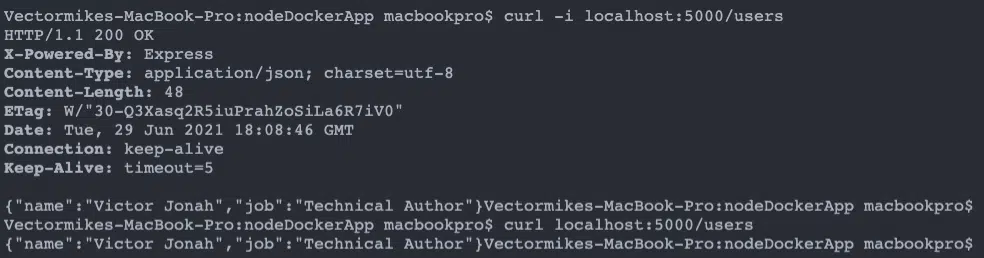 Vectormikes-MacBook-Pro:nodeDockerApp macbookpro$ curl -i localhost:5000/users
HTTP/1.1 200 OK
X-Powered-By: Express
Content-Type: application/json; charset=utf-8
Content-Length: 48
ETag: W/"30-Q3Xasq2R5iuPrahZoSiLa6R7iV0"
Date: Tue, 29 Jun 2021 18:08:46 GMT
Connection: keep-alive
Keep-Alive: timeout=5

{"name":"Victor Jonah","job":"Technical Author"}Vectormikes-MacBook-Pro:nodeDockerApp macbookpro$
Vectormikes-MacBook-Pro:nodeDockerApp macbookpro$ curl localhost:5000/users
{"name":"Victor Jonah","job":"Technical Author"}Vectormikes-MacBook-Pro:nodeDockerApp macbookpro$